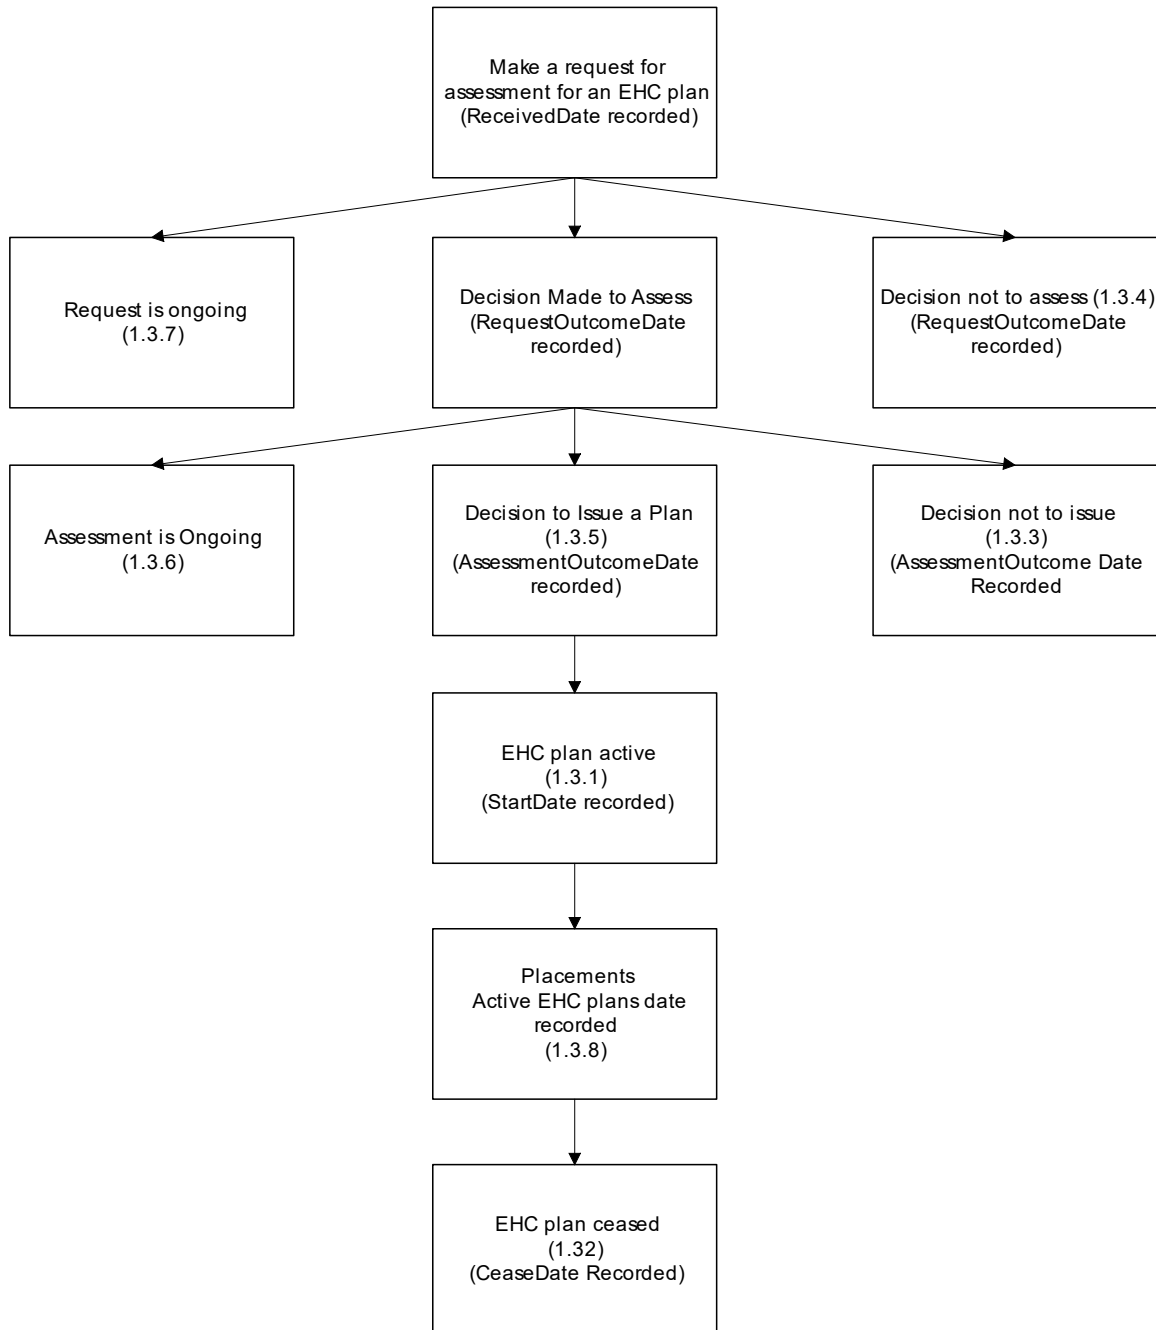 Make a request for
assessment for an EHC plan
(ReceivedDate recorded)
Request is ongoing
(1.3.7)
Decision Made to Assess
(RequestOutcomeDate
recorded)
Decision not to assess (1.3.4)
(RequestOutcomeDate
recorded)
Assessment is Ongoing
(1.3.6)
Decision to Issue a Plan
(1.3.5)
(AssessmentOutcomeDate
recorded)
Decision not to issue
(1.3.3)
(AssessmentOutcome Date
Recorded
EHC plan active
(1.3.1)
(StartDate recorded)
Placements
Active EHC plans date
recorded
(1.3.8)
EHC plan ceased
(1.32)
(CeaseDate Recorded)